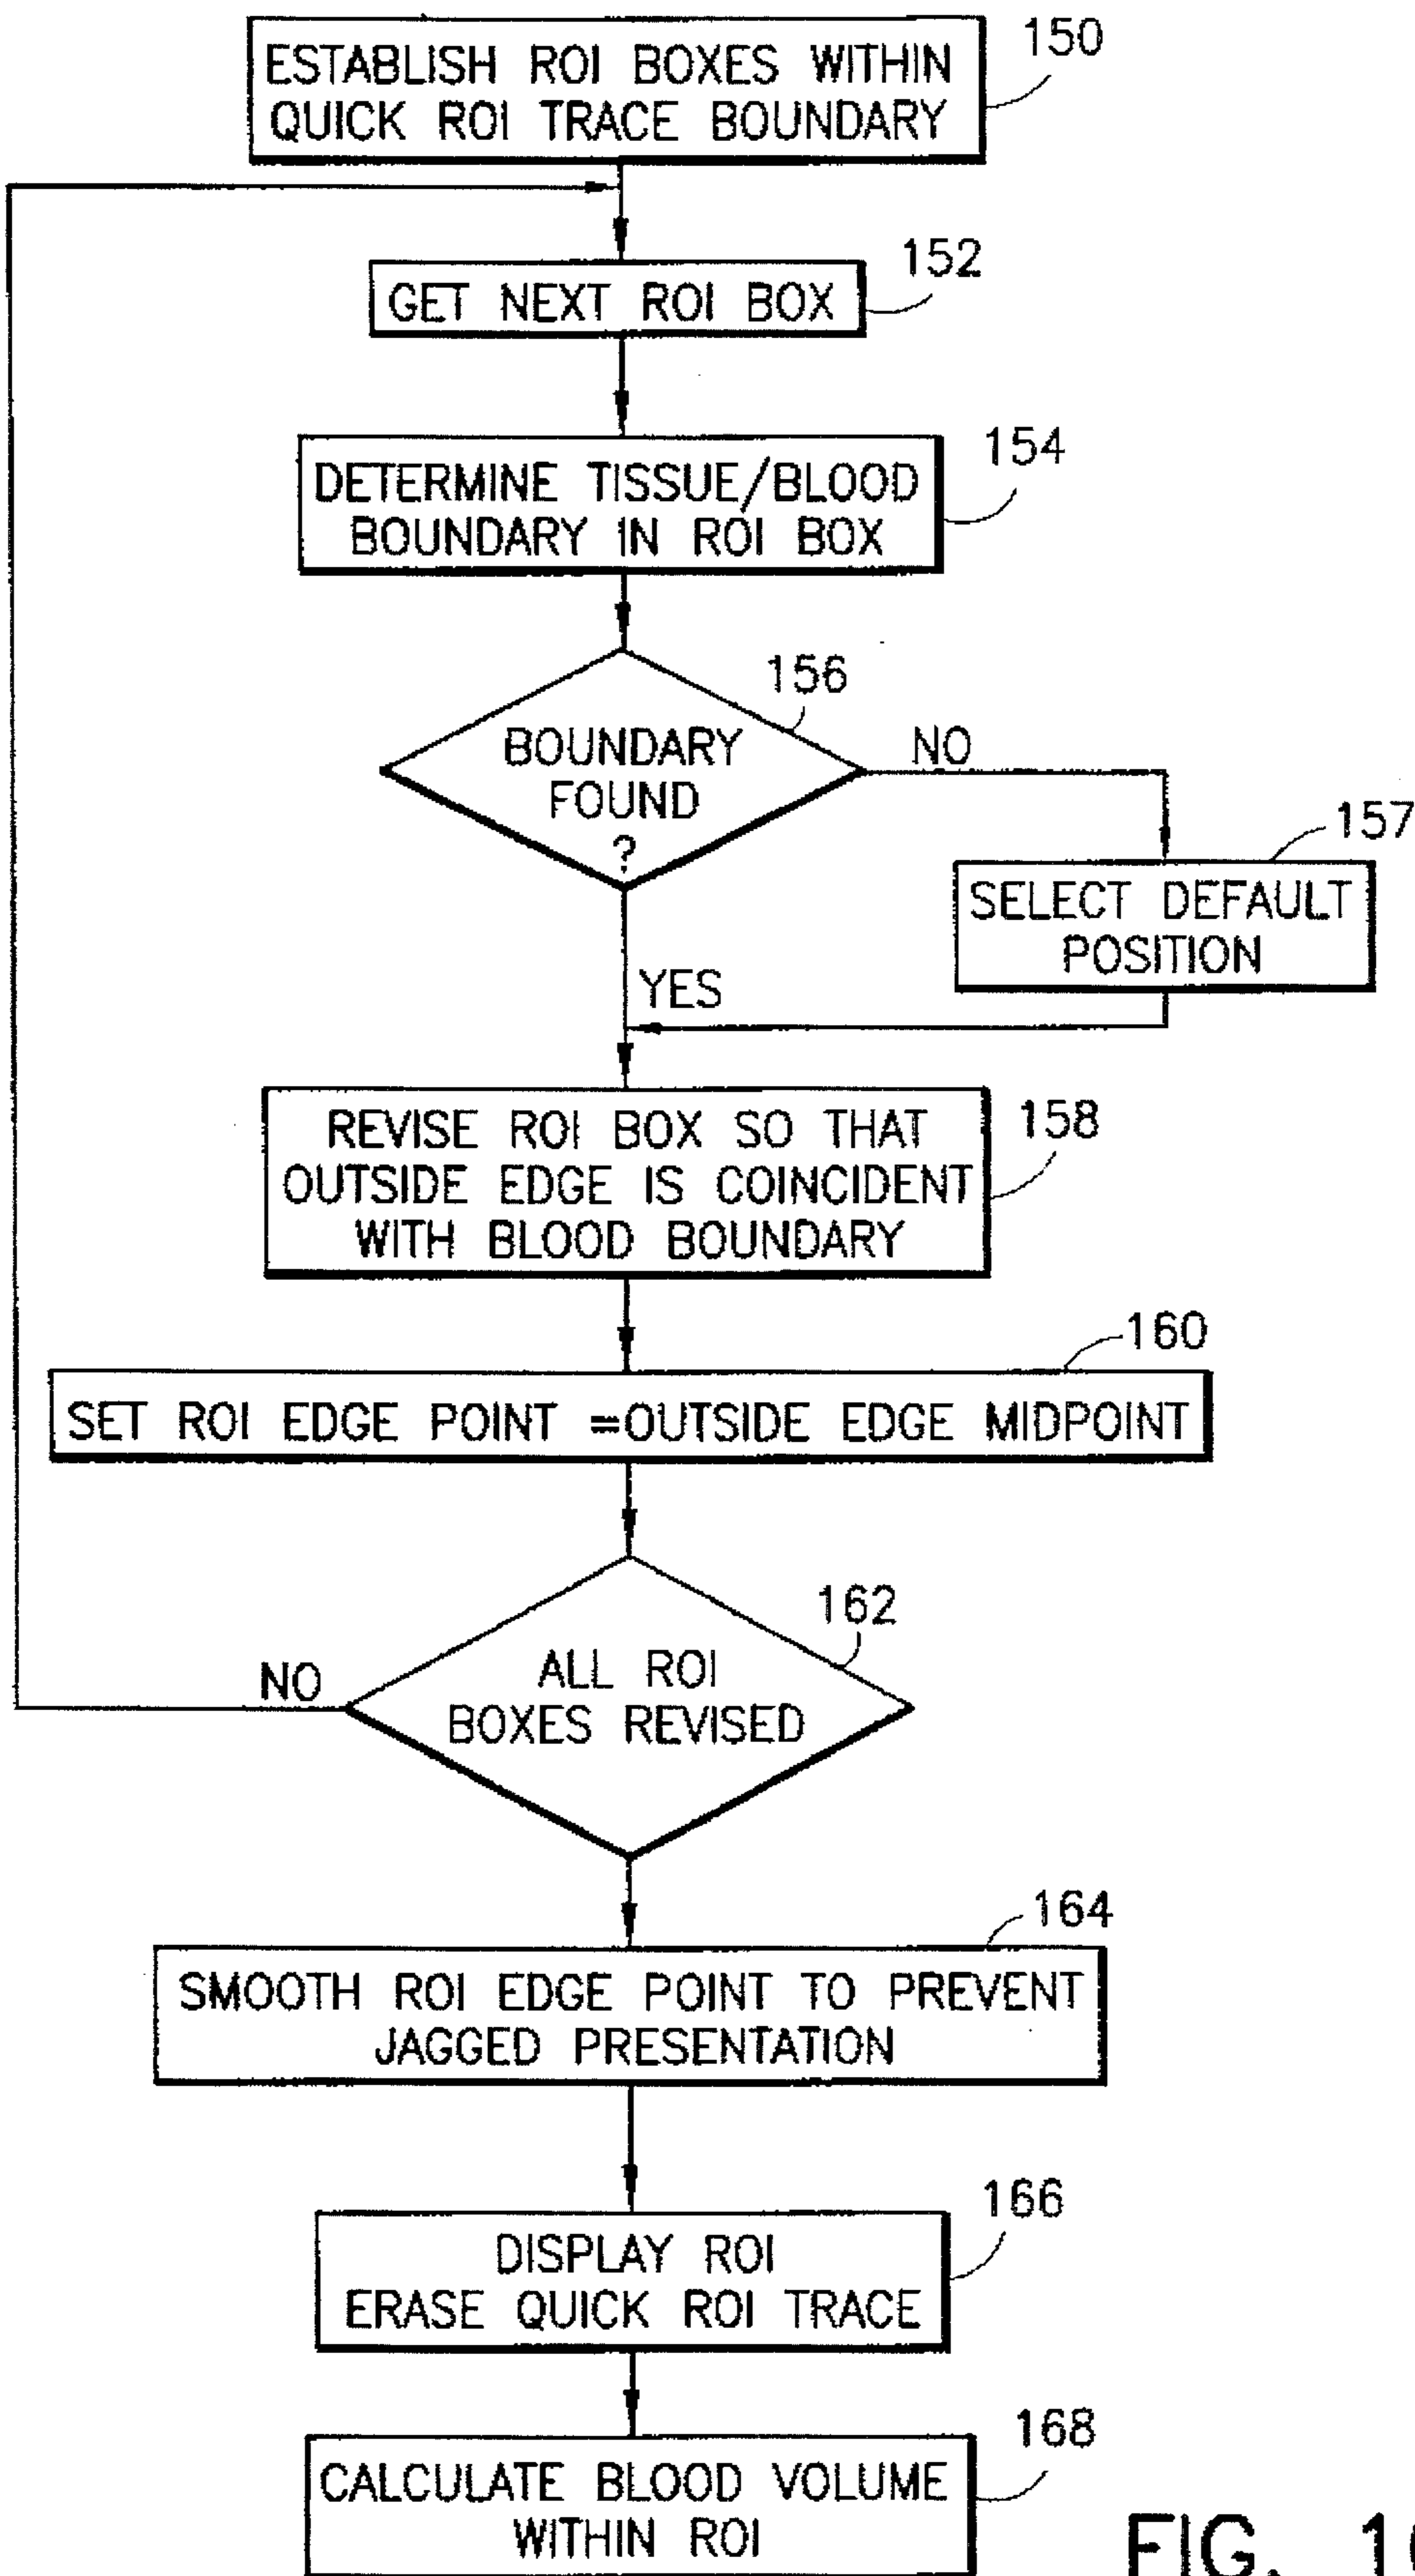 150
ESTABLISH ROI BOXES WITHIN
QUICK ROI TRACE BOUNDARY
152
GET NEXT ROI BOX
154
DETERMINE TISSUE/BLOOD
BOUNDARY IN ROI BOX
156
BOUNDARY
FOUND
?
NO
157
SELECT DEFAULT
POSITION
YES
158
REVISE ROI BOX SO THAT
OUTSIDE EDGE IS COINCIDENT
WITH BLOOD BOUNDARY
160
SET ROI EDGE POINT =OUTSIDE EDGE MIDPOINT
162
ALL ROI
BOXES REVISED
NO
164
SMOOTH ROI EDGE POINT TO PREVENT
JAGGED PRESENTATION
166
DISPLAY ROI
ERASE QUICK ROI TRACE
168
CALCULATE BLOOD VOLUME
WITHIN ROI
FIG.